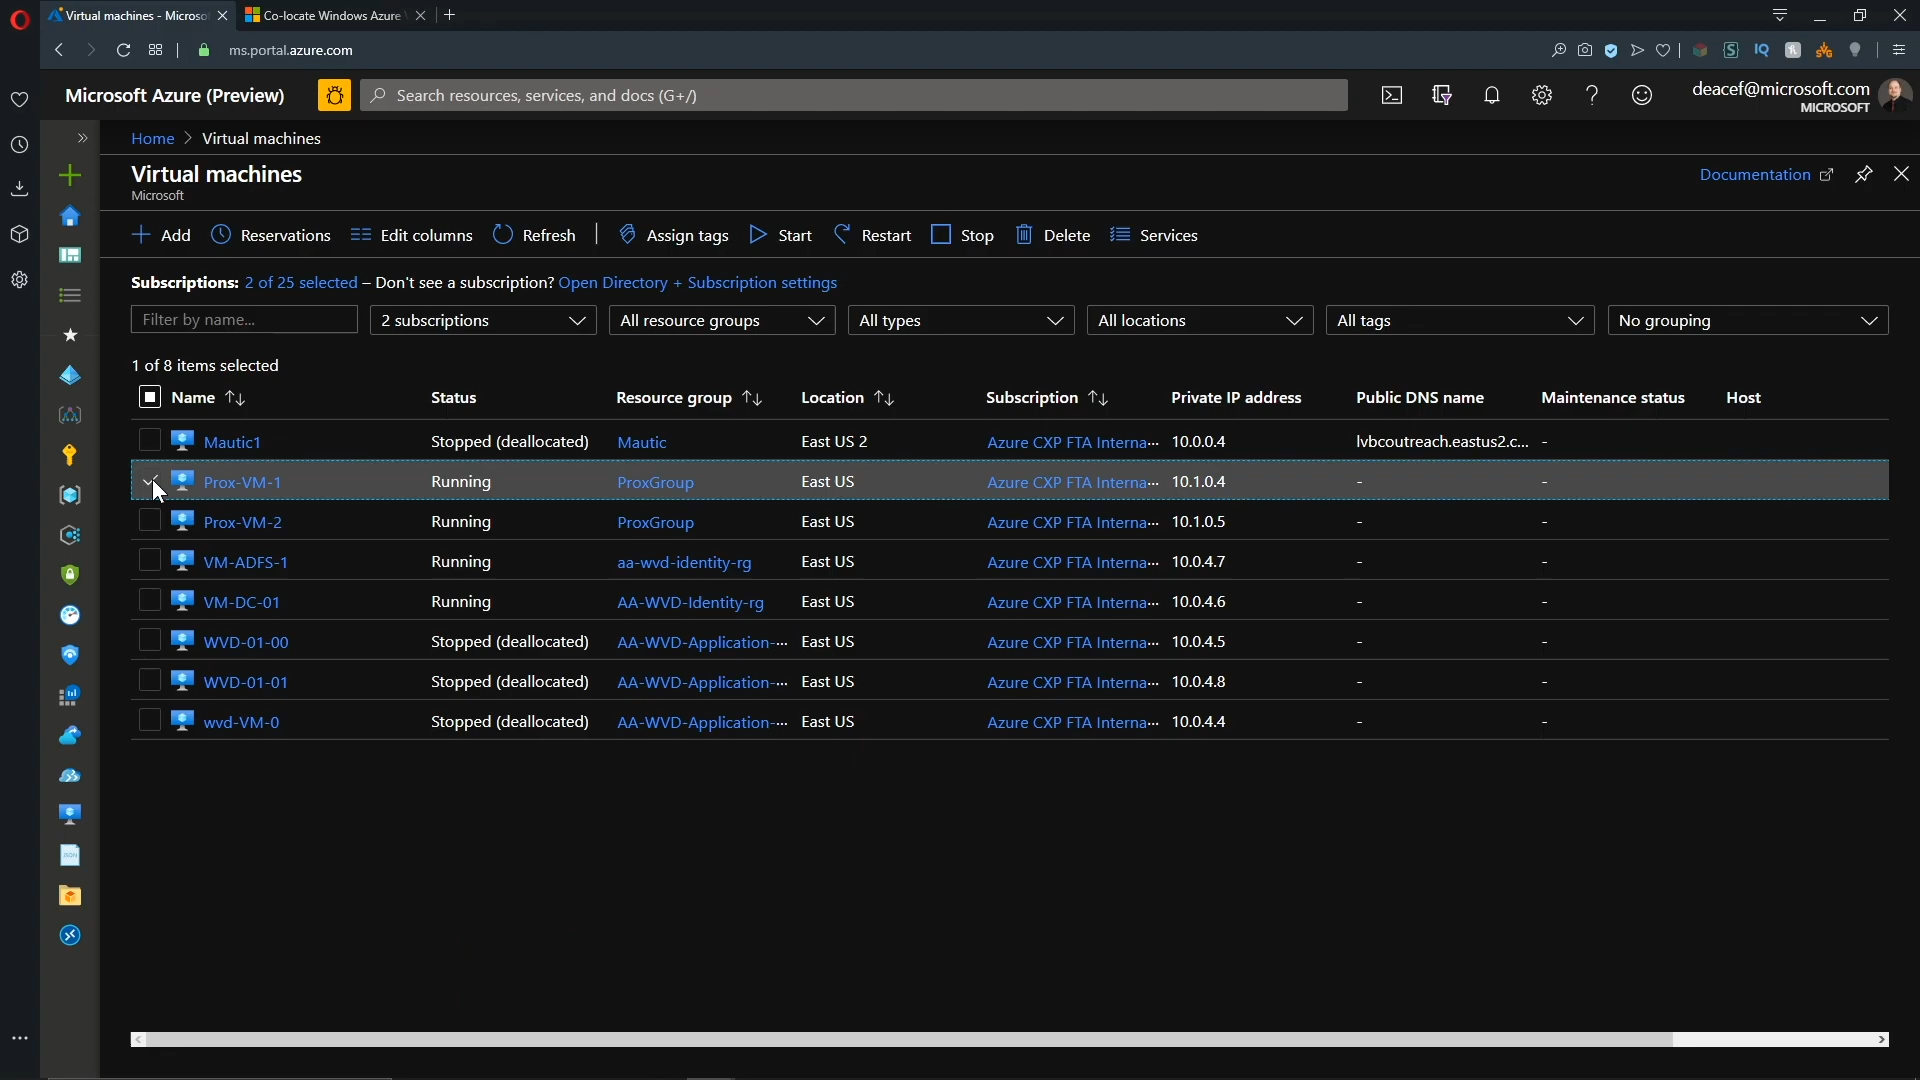 Virtual machines - Microso
Co-locate Windows Azure
ms.portal.azure.com
Microsoft Azure (Preview)
Search resources, services, and docs (G+/)
deacef@microsoft.com
MICROSOFT
Home > Virtual machines
Virtual machines
Microsoft
Documentation
Add Reservations Edit columns Refresh Assign tags Start Restart Stop Delete Services
Subscriptions: 2 of 25 selected – Don't see a subscription? Open Directory + Subscription settings
Filter by name... 2 subscriptions All resource groups All types All locations All tags No grouping
1 of 8 items selected
Name Status Resource group Location Subscription Private IP address Public DNS name Maintenance status Host
Mautic1 Stopped (deallocated) Mautic East US 2 Azure CXP FTA Interna... 10.0.0.4 lvbcoutreach.eastus2.c... -
Prox-VM-1 Running ProxGroup East US Azure CXP FTA Interna... 10.1.0.4 - -
Prox-VM-2 Running ProxGroup East US Azure CXP FTA Interna... 10.1.0.5 - -
VM-ADFS-1 Running aa-wvd-identity-rg East US Azure CXP FTA Interna... 10.0.4.7 - -
VM-DC-01 Running AA-WVD-Identity-rg East US Azure CXP FTA Interna... 10.0.4.6 - -
WVD-01-00 Stopped (deallocated) AA-WVD-Application-... East US Azure CXP FTA Interna... 10.0.4.5 - -
WVD-01-01 Stopped (deallocated) AA-WVD-Application-... East US Azure CXP FTA Interna... 10.0.4.8 - -
wvd-VM-0 Stopped (deallocated) AA-WVD-Application-... East US Azure CXP FTA Interna... 10.0.4.4 - -